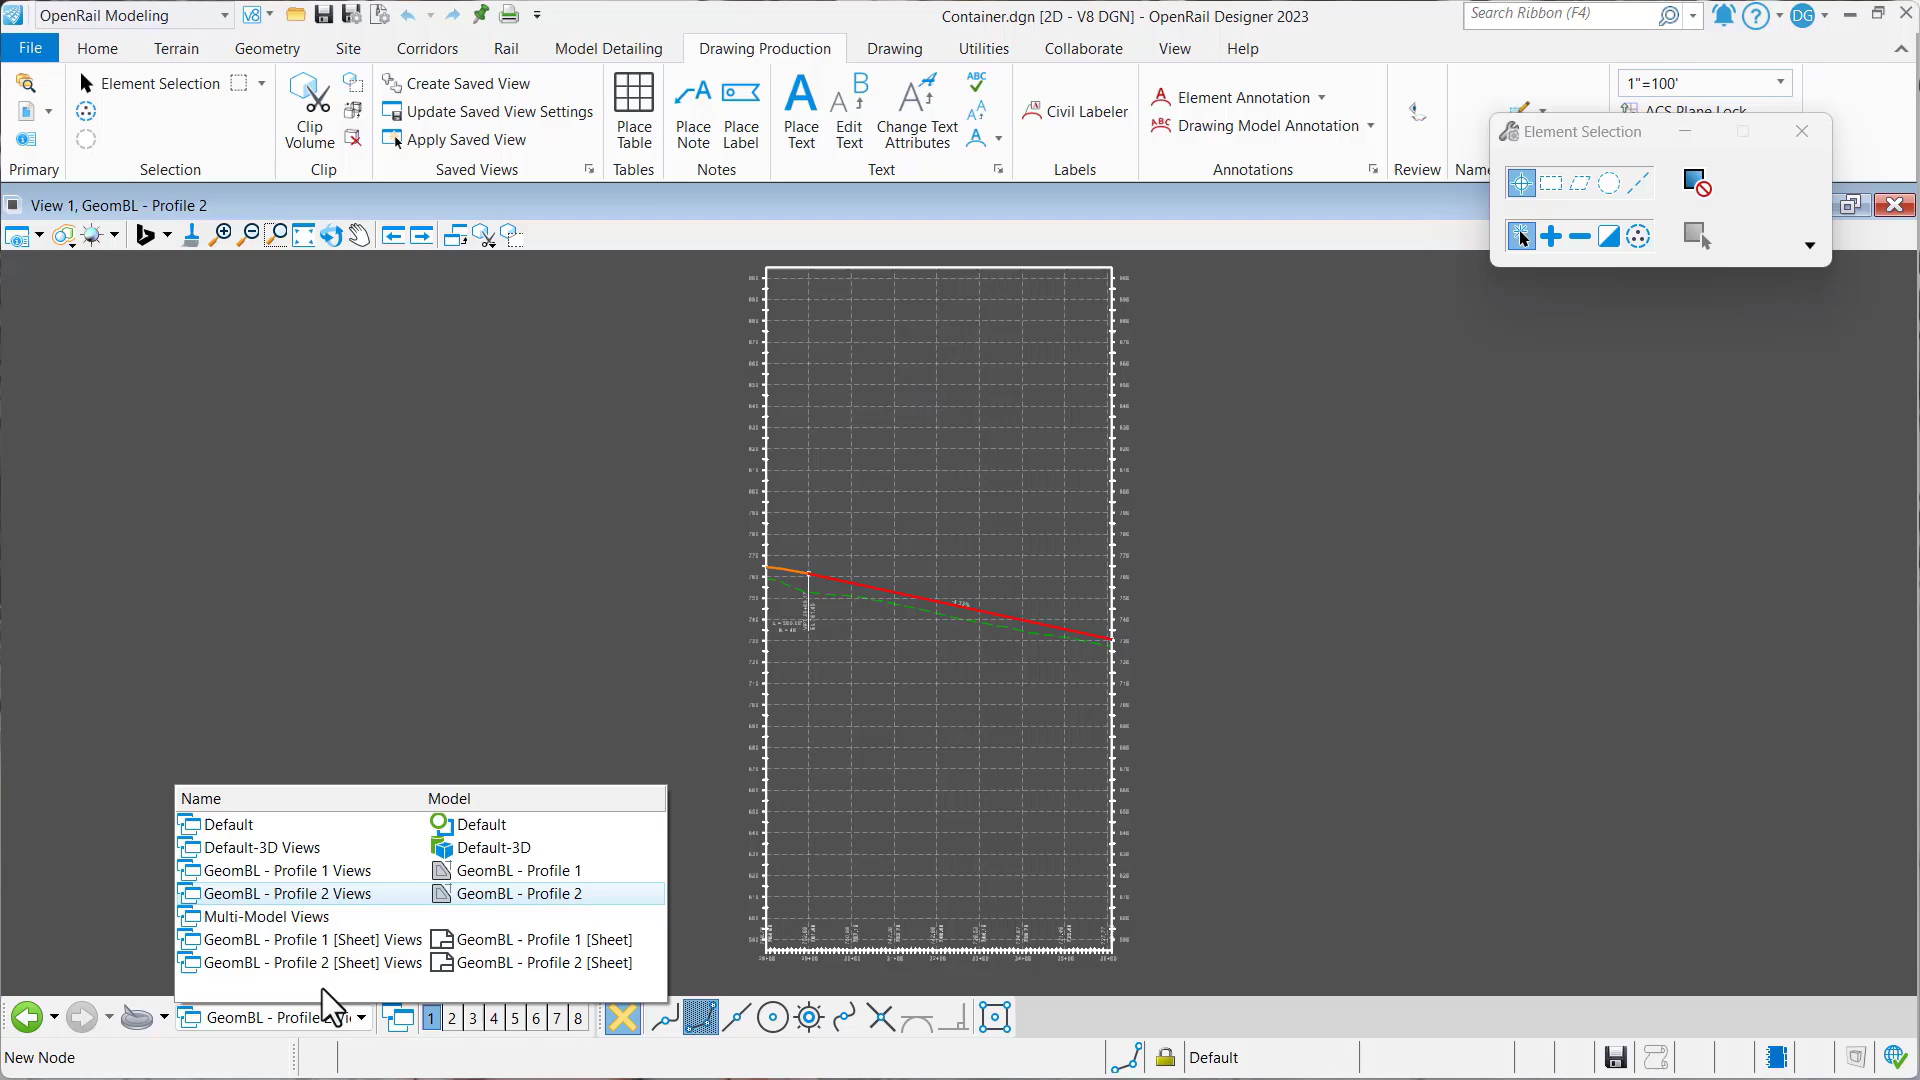 OpenRail Modeling
V8
Container.dgn [2D - V8 DGN] - OpenRail Designer 2023
Search Ribbon (F4)
DG
File
Home
Terrain
Geometry
Site
Corridors
Rail
Model Detailing
Drawing Production
Drawing
Utilities
Collaborate
View
Help
Element Selection
Clip
Volume
Create Saved View
Update Saved View Settings
Apply Saved View
Place
Table
Place
Note
Place
Label
Place
Text
Edit
Text
Change Text
Attributes
ABC
Civil Labeler
Element Annotation
Drawing Model Annotation
1"=100'
ACS Plane Lock
Primary
Selection
Clip
Saved Views
Tables
Notes
Text
Labels
Annotations
Review
Element Selection
View 1, GeomBL - Profile 2
Name Model
Default Default
Default-3D Views Default-3D
GeomBL - Profile 1 Views GeomBL - Profile 1
GeomBL - Profile 2 Views GeomBL - Profile 2
Multi-Model Views
GeomBL - Profile 1 [Sheet] Views GeomBL - Profile 1 [Sheet]
GeomBL - Profile 2 [Sheet] Views GeomBL - Profile 2 [Sheet]
GeomBL - Profile
1 2 3 4 5 6 7 8
New Node
Default